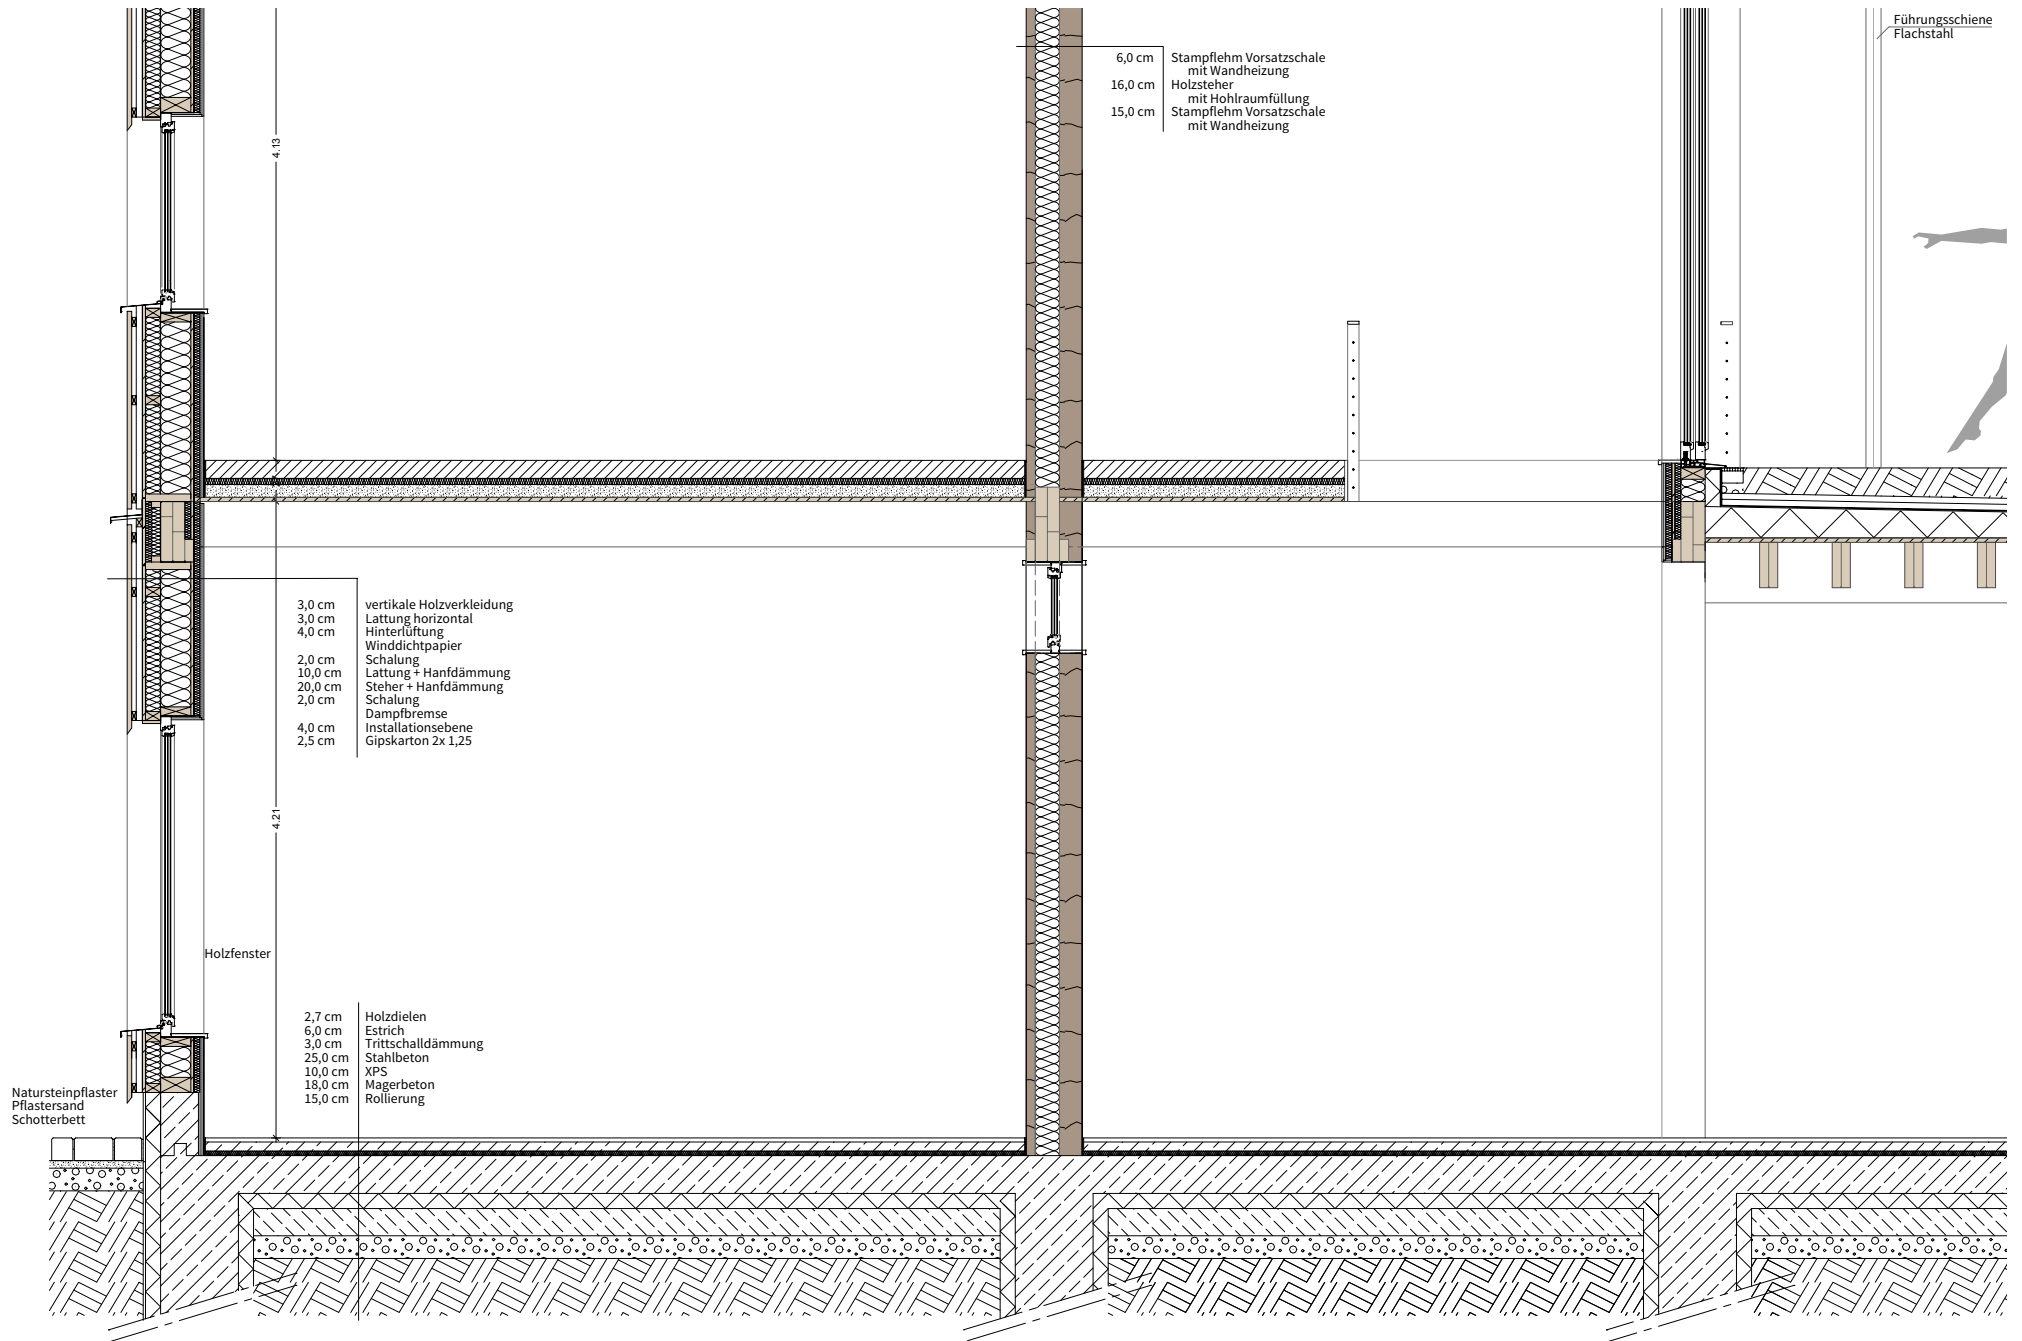 Führungsschiene
Flachstahl
6,0 cm Stampflehm Vorsatzschale
mit Wandheizung
16,0 cm Holzsteher
mit Hohlraumfüllung
15,0 cm Stampflehm Vorsatzschale
mit Wandheizung
4.13
3,0 cm vertikale Holzverkleidung
3,0 cm Lattung horizontal
4,0 cm Hinterlüftung
Winddichtpapier
2,0 cm Schalung
10,0 cm Lattung + Hanfdämmung
20,0 cm Steher + Hanfdämmung
2,0 cm Schalung
Dampfbremse
4,0 cm Installationsebene
2,5 cm Gipskarton 2x 1,25
4.21
Holzfenster
2,7 cm Holzdielen
6,0 cm Estrich
3,0 cm Trittschalldämmung
25,0 cm Stahlbeton
10,0 cm XPS
18,0 cm Magerbeton
15,0 cm Rollierung
Natursteinpflaster
Pflastersand
Schotterbett